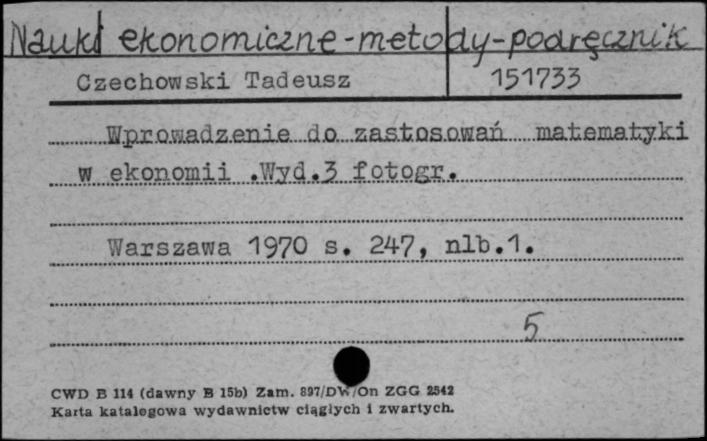 Nauki ekonomiczne-metody-podręcznik
Czechowski Tadeusz 151733
Wprowadzenie do zastosowań matematyki
w ekonomii .Wyd.3 fotogr.
Warszawa 1970 s. 247, nlb.1.
5
CWD B 114 (dawny B 15b) Zam. 897/DW/On ZGG 2542
Karta katalogowa wydawnictw ciągłych i zwartych.